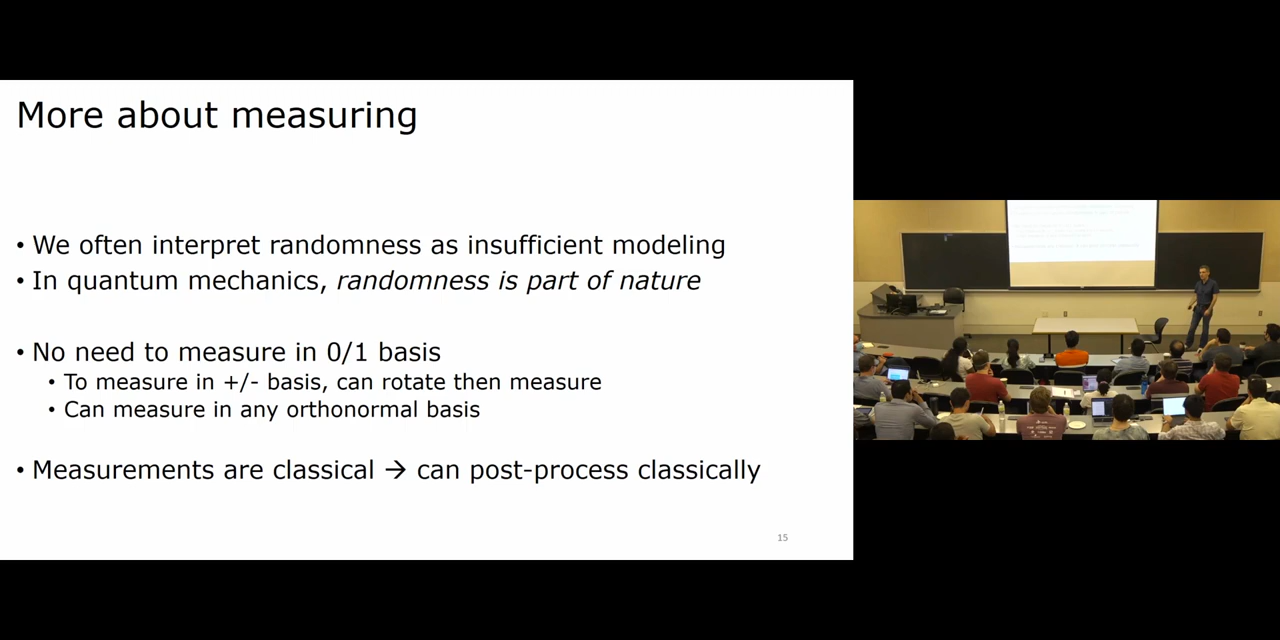 More about measuring
• We often interpret randomness as insufficient modeling
• In quantum mechanics, randomness is part of nature
• No need to measure in 0/1 basis
• To measure in +/- basis, can rotate then measure
• Can measure in any orthonormal basis
• Measurements are classical → can post-process classically
15